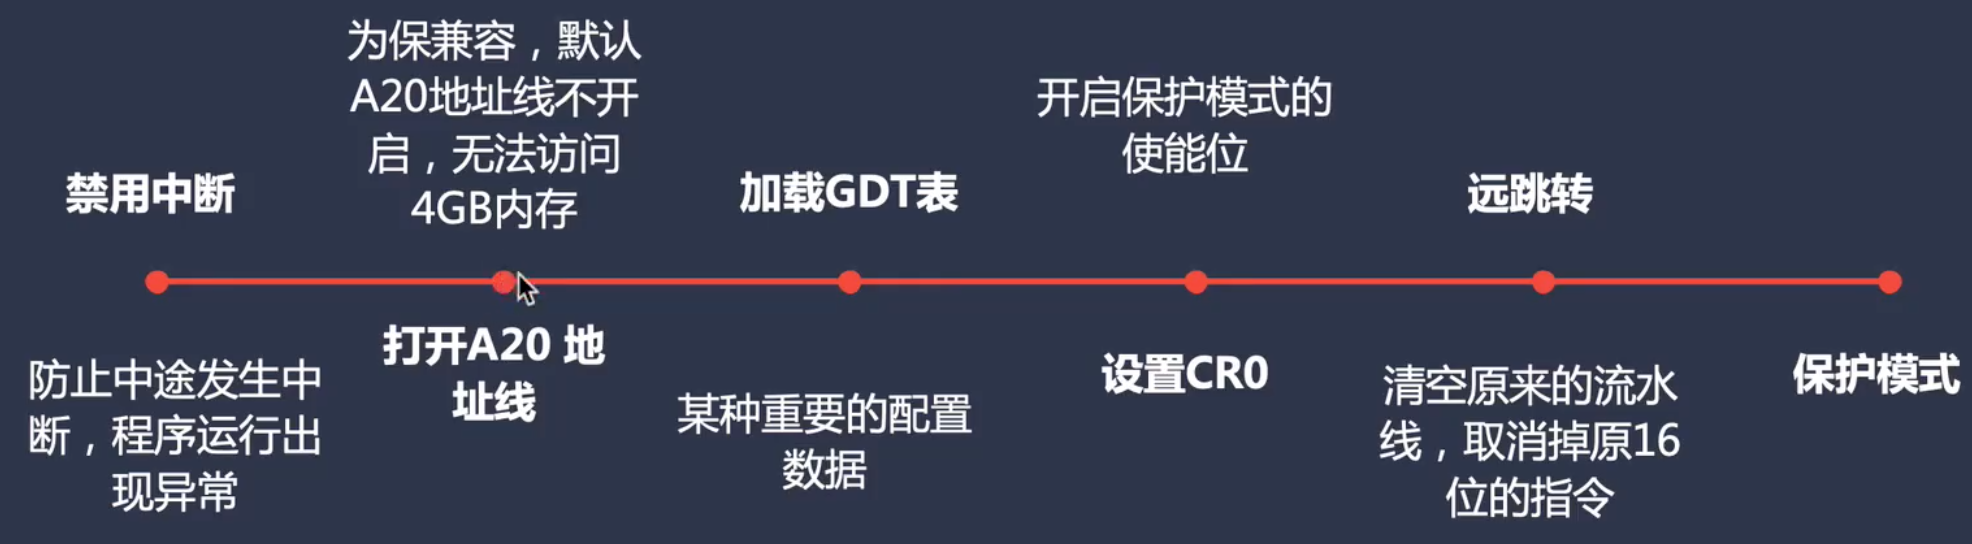 禁用中断
防止中途发生中
断，程序运行出
现异常
为保兼容，默认
A20地址线不开
启，无法访问
4GB内存
打开A20 地
址线
加载GDT表
某种重要的配置
数据
开启保护模式的
使能位
设置CR0
远跳转
清空原来的流水
线，取消掉原16
位的指令
保护模式